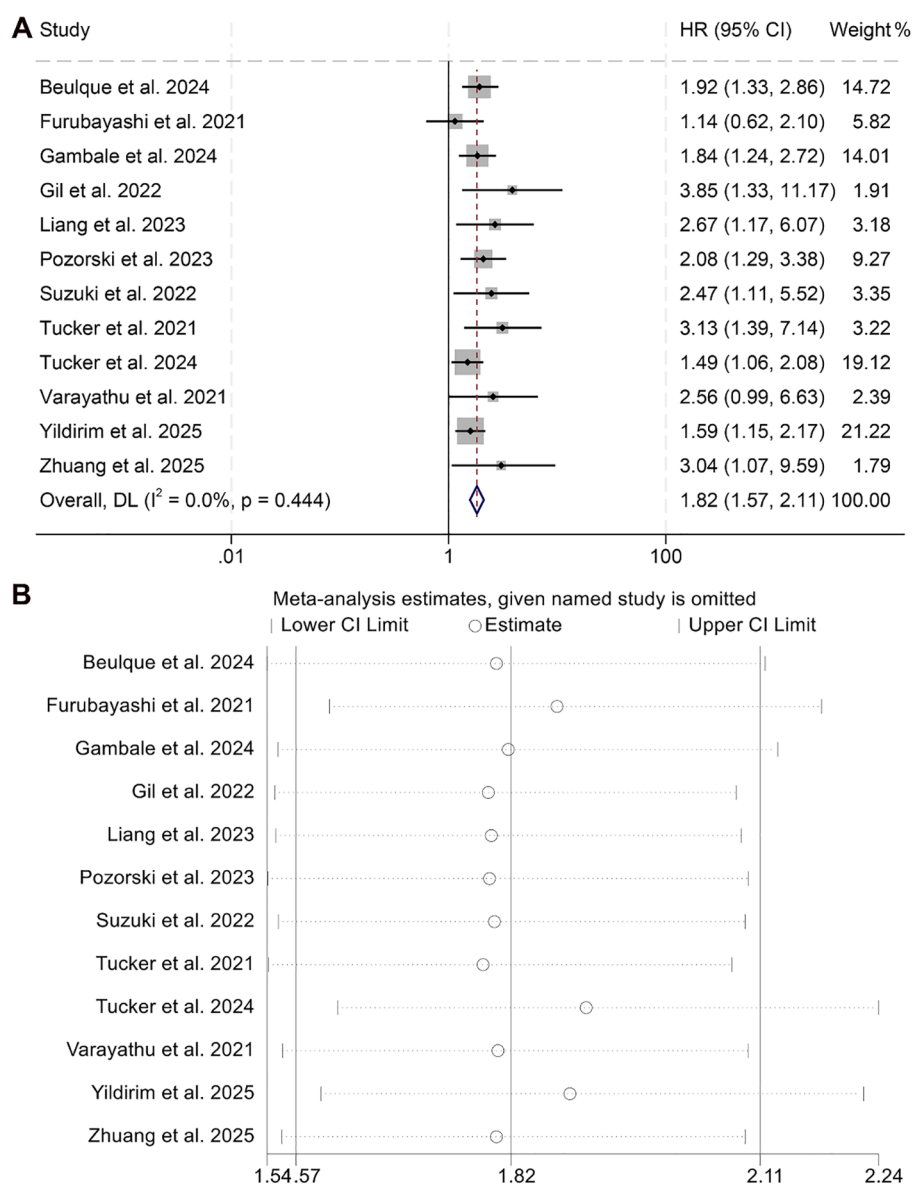 A Study HR (95% CI) Weight %
Beulque et al. 2024 1.92 (1.33, 2.86) 14.72
Furubayashi et al. 2021 1.14 (0.62, 2.10) 5.82
Gambale et al. 2024 1.84 (1.24, 2.72) 14.01
Gil et al. 2022 3.85 (1.33, 11.17) 1.91
Liang et al. 2023 2.67 (1.17, 6.07) 3.18
Pozorski et al. 2023 2.08 (1.29, 3.38) 9.27
Suzuki et al. 2022 2.47 (1.11, 5.52) 3.35
Tucker et al. 2021 3.13 (1.39, 7.14) 3.22
Tucker et al. 2024 1.49 (1.06, 2.08) 19.12
Varayathu et al. 2021 2.56 (0.99, 6.63) 2.39
Yildirim et al. 2025 1.59 (1.15, 2.17) 21.22
Zhuang et al. 2025 3.04 (1.07, 9.59) 1.79
Overall, DL (I² = 0.0%, p = 0.444) 1.82 (1.57, 2.11) 100.00
.01 1 100
B
Meta-analysis estimates, given named study is omitted
Lower CI Limit Estimate Upper CI Limit
Beulque et al. 2024
Furubayashi et al. 2021
Gambale et al. 2024
Gil et al. 2022
Liang et al. 2023
Pozorski et al. 2023
Suzuki et al. 2022
Tucker et al. 2021
Tucker et al. 2024
Varayathu et al. 2021
Yildirim et al. 2025
Zhuang et al. 2025
1.54.57 1.82 2.11 2.24